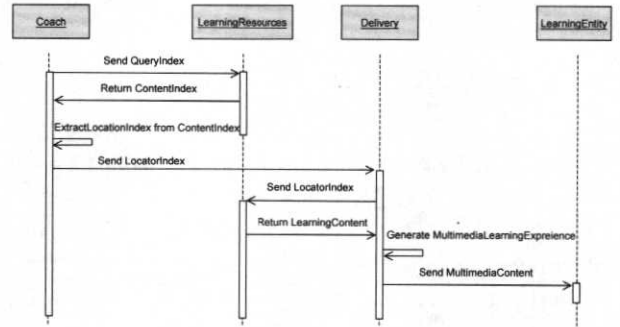 Coach
LearningResources
Delivery
LearningEntity
Send QueryIndex
Return ContentIndex
ExtractLocationIndex from ContentIndex
Send LocatorIndex
Send LocatorIndex
Return LearningContent
Generate MultimediaLearningExpreience
Send MultimediaContent